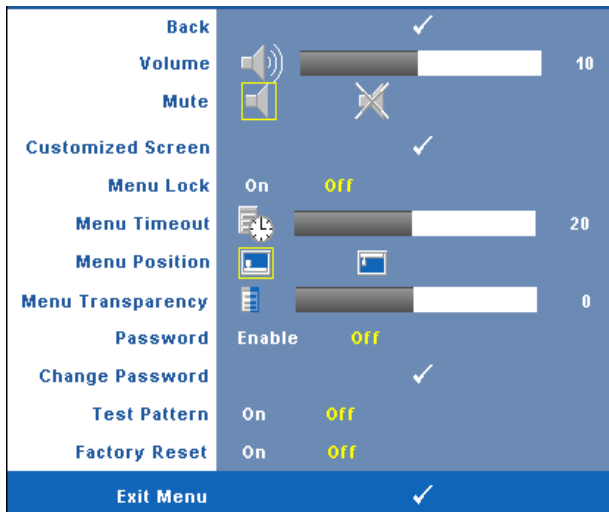 Back
Volume 10
Mute
Customized Screen
Menu Lock On Off
Menu Timeout 20
Menu Position
Menu Transparency 0
Password Enable Off
Change Password
Test Pattern On Off
Factory Reset On Off
Exit Menu